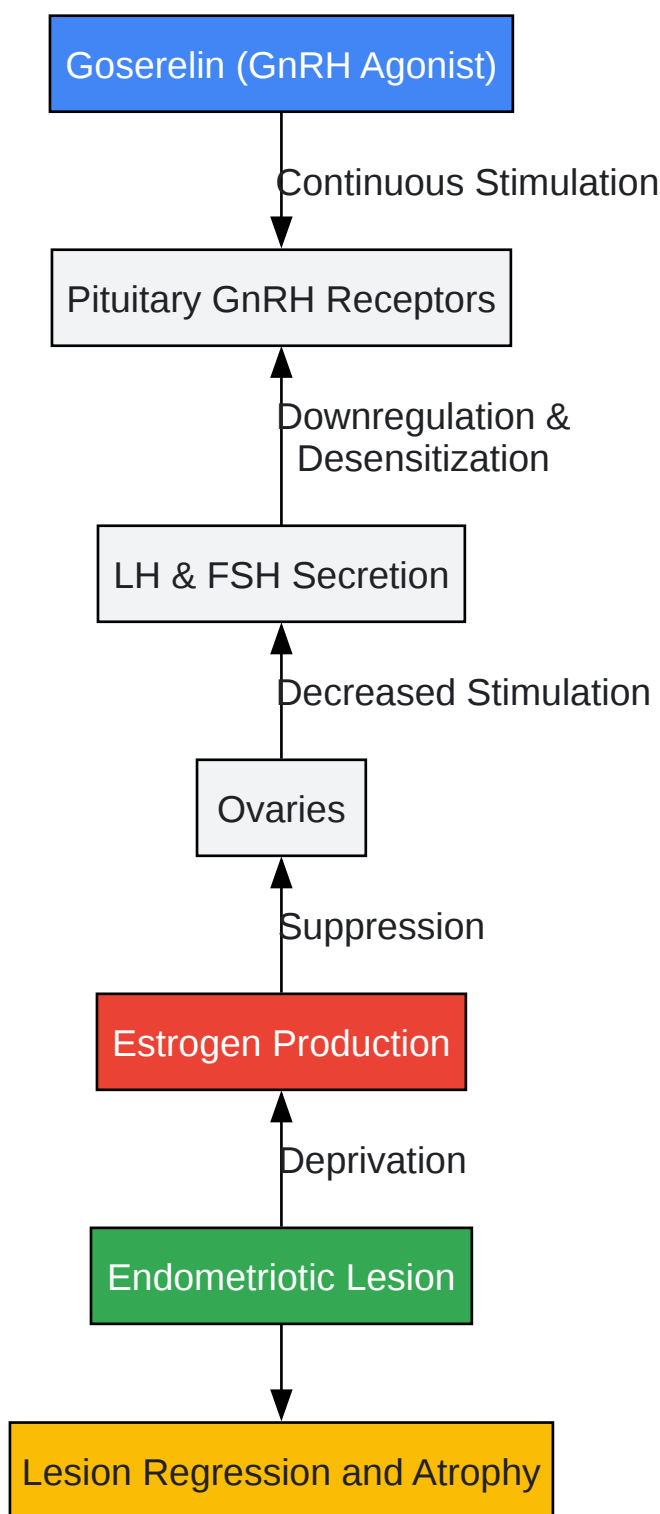 Goserelin (GnRH Agonist)
Continuous Stimulation
Pituitary GnRH Receptors
Downregulation &
Desensitization
LH & FSH Secretion
Decreased Stimulation
Ovaries
Suppression
Estrogen Production
Deprivation
Endometriotic Lesion
Lesion Regression and Atrophy